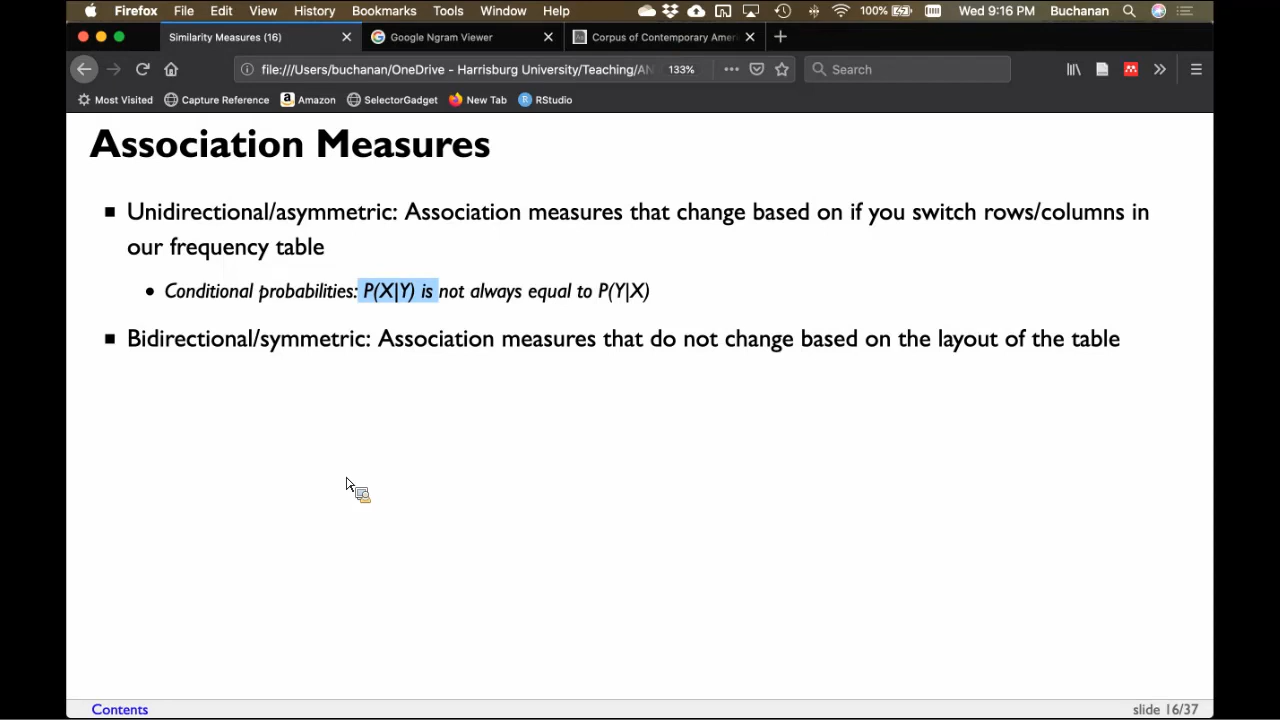 Firefox File Edit View History Bookmarks Tools Window Help 100% Wed 9:16 PM Buchanan
Similarity Measures (16) Google Ngram Viewer Corpus of Contemporary Amer
file:///Users/buchanan/OneDrive - Harrisburg University/Teaching/AN 133% Search
Most Visited Capture Reference Amazon SelectorGadget New Tab RStudio
Association Measures
Unidirectional/asymmetric: Association measures that change based on if you switch rows/columns in
our frequency table
Conditional probabilities: P(X|Y) is not always equal to P(Y|X)
Bidirectional/symmetric: Association measures that do not change based on the layout of the table
Contents slide 16/37